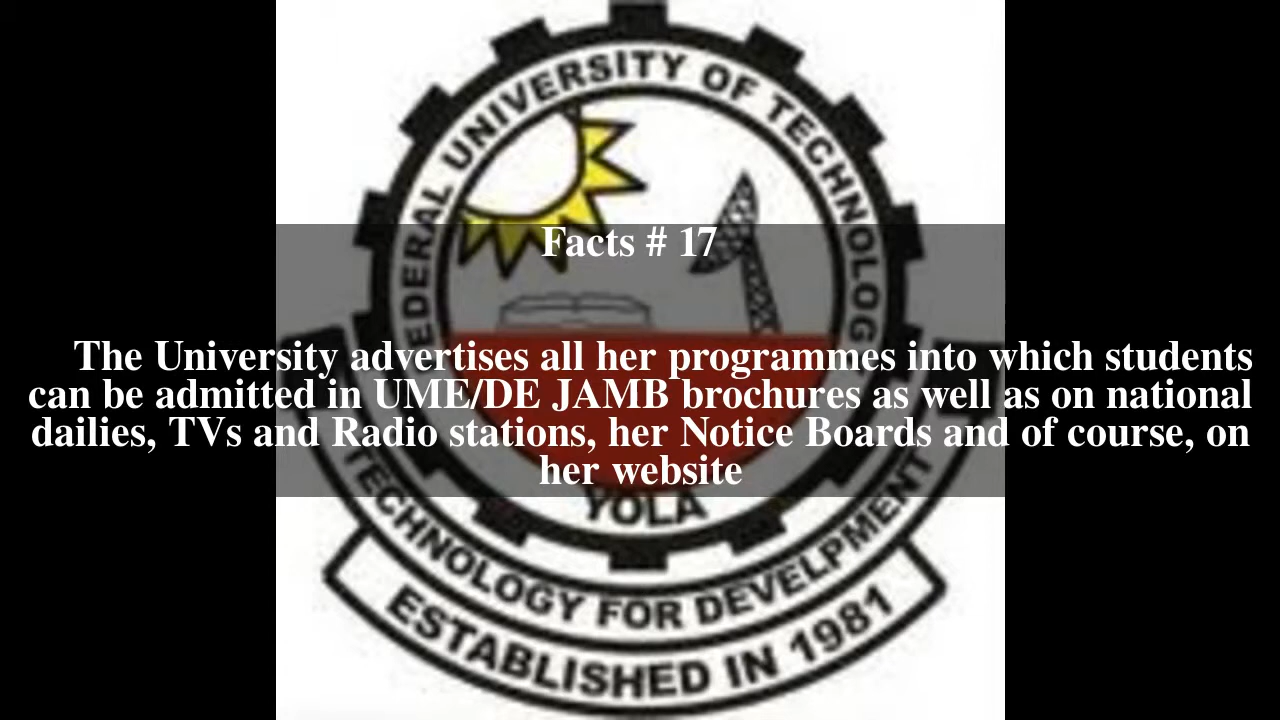 FEDERAL UNIVERSITY OF TECHNOLOG
Facts # 17
The University advertises all her programmes into which students
can be admitted in UME/DE JAMB brochures as well as on national
dailies, TVs and Radio stations, her Notice Boards and of course, on
her website
YOLA
TECHNOLOGY FOR DEVELPMENT
ESTABLISHED IN 1981